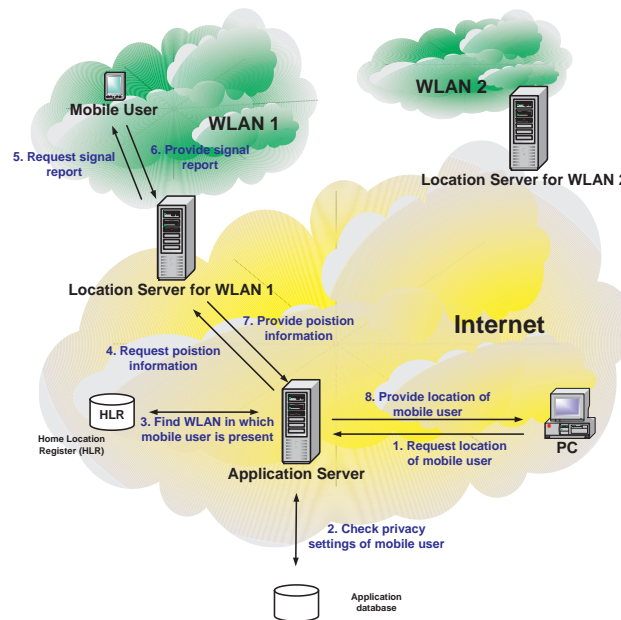 Mobile User
WLAN 1
WLAN 2
5. Request signal
report
6. Provide signal
report
Location Server for WLAN 2
Location Server for WLAN 1
7. Provide poistion
information
Internet
4. Request poistion
information
8. Provide location of
mobile user
HLR
3. Find WLAN in which
mobile user is present
Home Location
Register (HLR)
PC
1. Request location
of mobile user
Application Server
2. Check privacy
settings of mobile user
Application
database